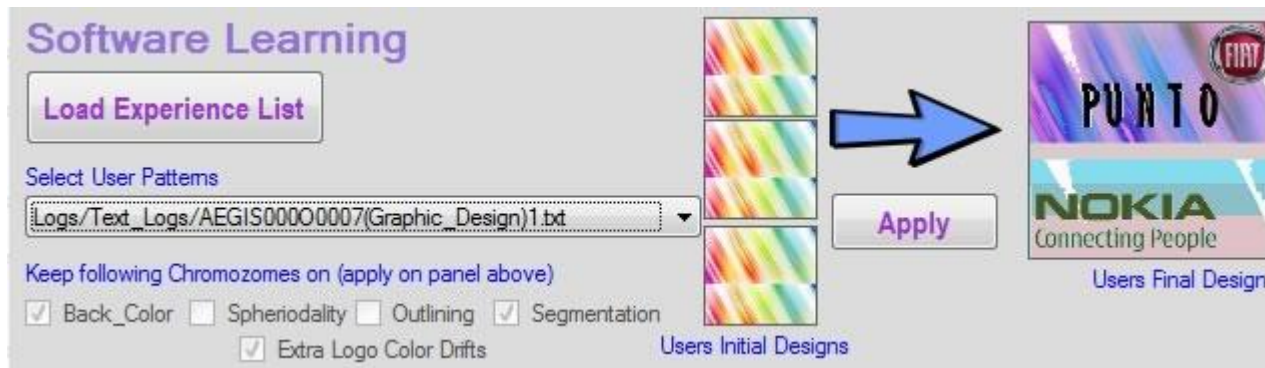 Software Learning
Load Experience List
Select User Patterns
Logs/Text_Logs/AEGIS000O0007(Graphic_Design)1.txt
Keep following Chromozomes on (apply on panel above)
Back_Color Spheriodality Outlining Segmentation
Extra Logo Color Drifts
Users Initial Designs
Apply
FIAT
PUNTO
NOKIA
Connecting People
Users Final Design